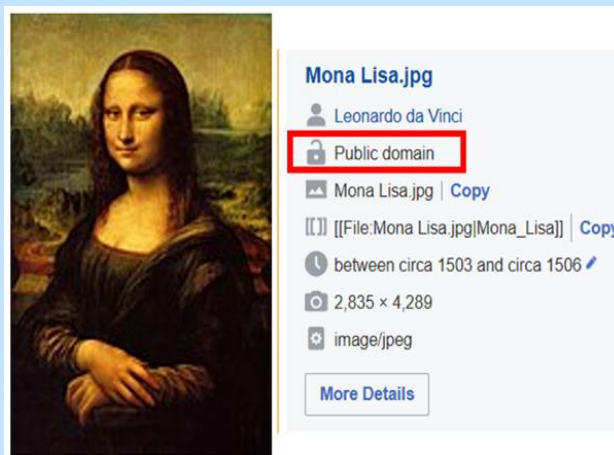 Mona Lisa.jpg
Leonardo da Vinci
Public domain
Mona Lisa.jpg | Copy
[[File:Mona Lisa.jpg|Mona_Lisa]] | Copy
between circa 1503 and circa 1506
2,835 × 4,289
image/jpeg
More Details